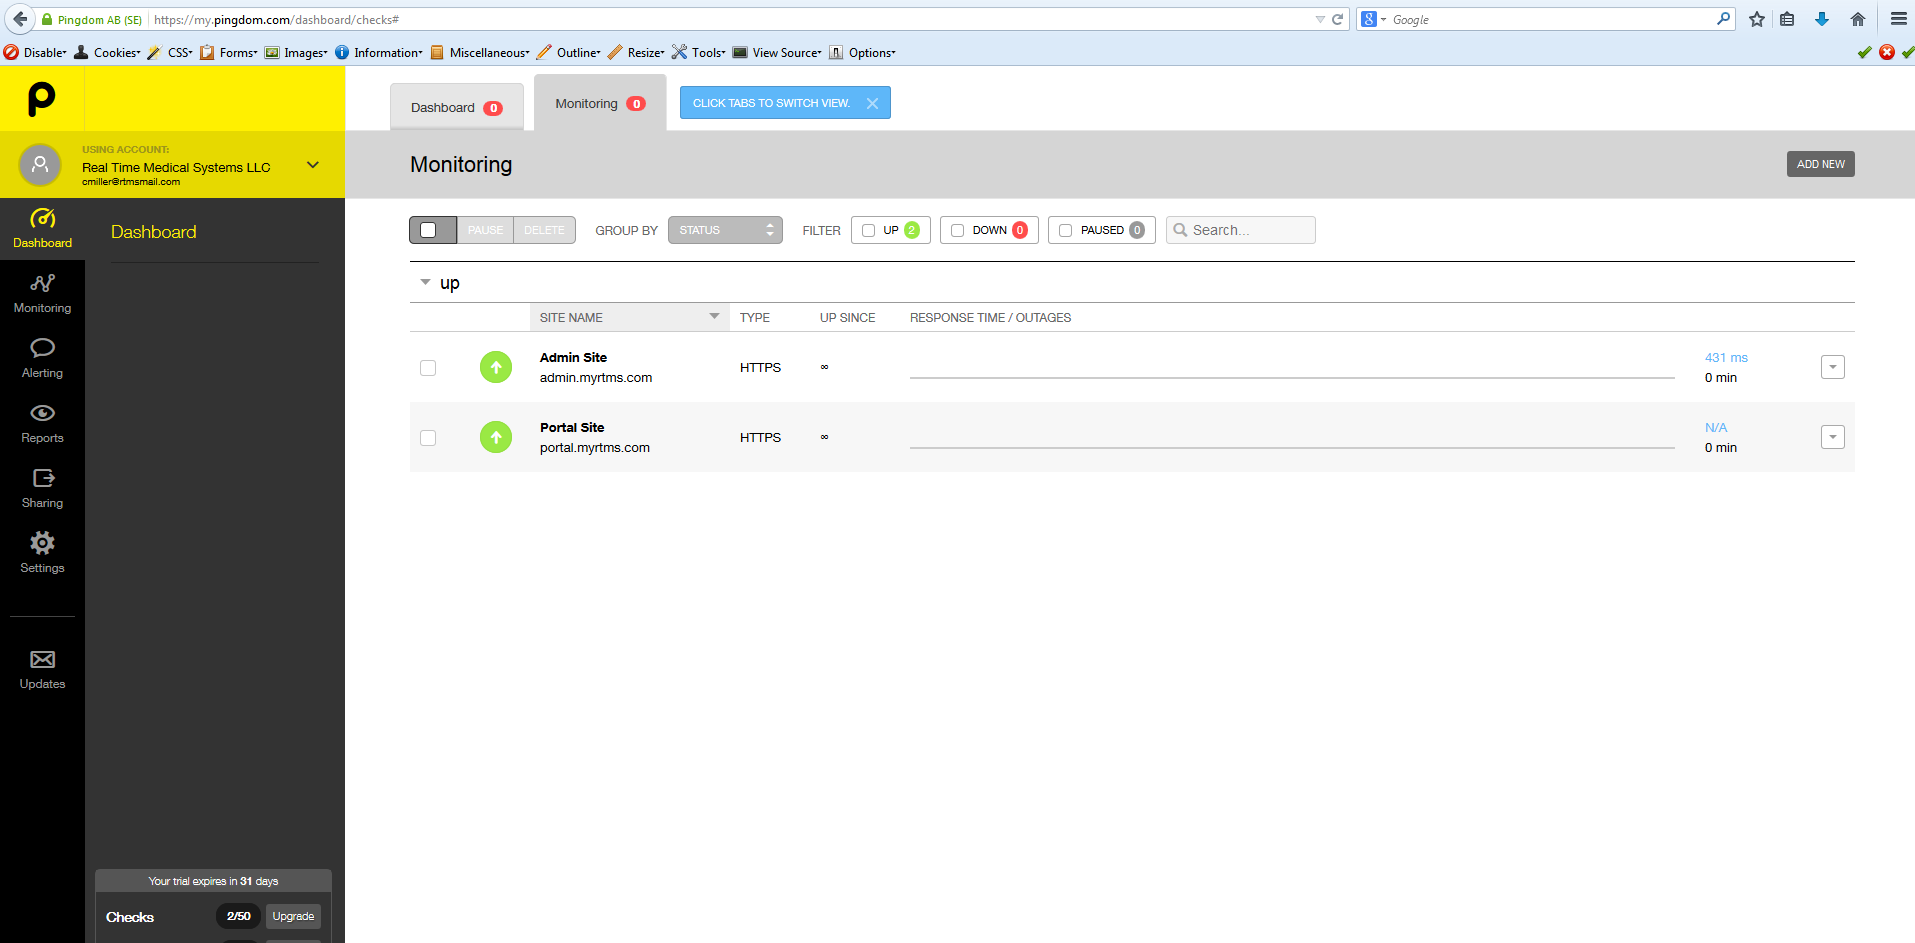 Pingdom AB (SE) https://my.pingdom.com/dashboard/checks# Google
Disable Cookies CSS Forms Images Information Miscellaneous Outline Resize Tools View Source Options
p
USING ACCOUNT:
Real Time Medical Systems LLC
cmiller@rtmsmail.com
Dashboard
Monitoring
Alerting
Reports
Sharing
Settings
Updates
Dashboard
Your trial expires in 31 days
Checks 2/50 Upgrade
Dashboard 0 Monitoring 0 CLICK TABS TO SWITCH VIEW.
Monitoring ADD NEW
PAUSE DELETE GROUP BY STATUS FILTER UP 2 DOWN 0 PAUSED 0 Search...
up
SITE NAME TYPE UP SINCE RESPONSE TIME / OUTAGES
Admin Site 431 ms
HTTPS ∞
admin.myrtms.com 0 min
Portal Site N/A
HTTPS ∞
portal.myrtms.com 0 min